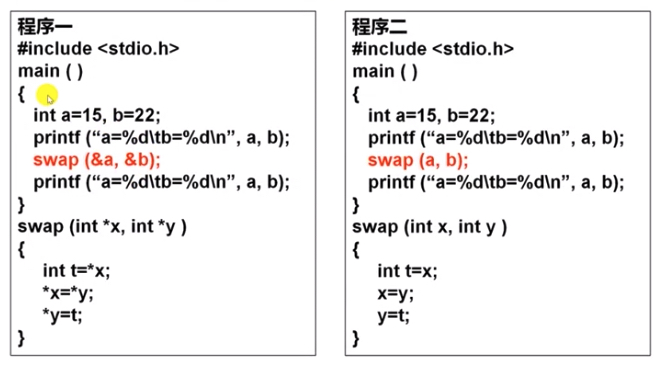 程序一
#include <stdio.h>
main ( )
{
int a=15, b=22;
printf (“a=%d\tb=%d\n”, a, b);
swap (&a, &b);
printf (“a=%d\tb=%d\n”, a, b);
}
swap (int *x, int *y )
{
int t=*x;
*x=*y;
*y=t;
}
程序二
#include <stdio.h>
main ( )
{
int a=15, b=22;
printf (“a=%d\tb=%d\n”, a, b);
swap (a, b);
printf (“a=%d\tb=%d\n”, a, b);
}
swap (int x, int y )
{
int t=x;
x=y;
y=t;
}